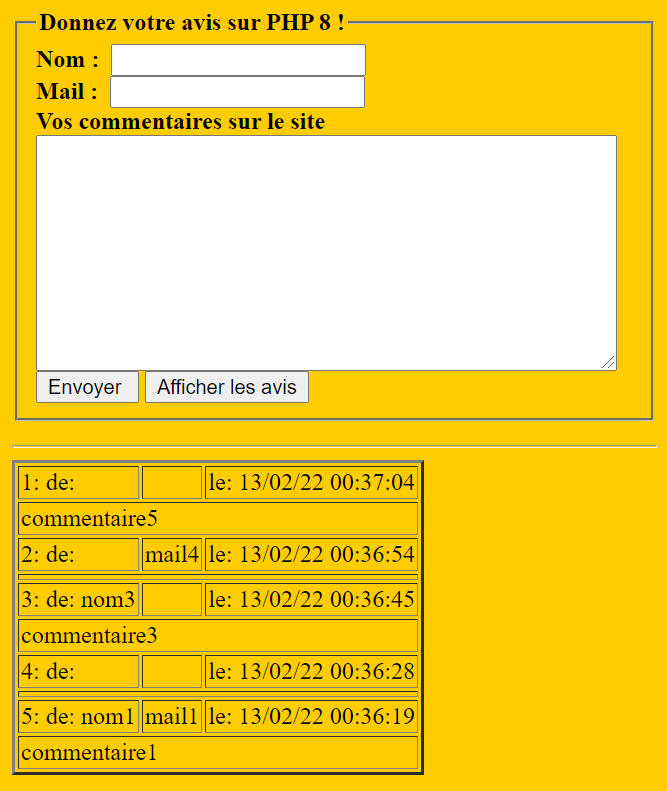 Donnez votre avis sur PHP 8 !
Nom :
Mail :
Vos commentaires sur le site
Envoyer Afficher les avis
1: de: le: 13/02/22 00:37:04
commentaire5
2: de: mail4 le: 13/02/22 00:36:54
3: de: nom3 le: 13/02/22 00:36:45
commentaire3
4: de: le: 13/02/22 00:36:28
5: de: nom1 mail1 le: 13/02/22 00:36:19
commentaire1